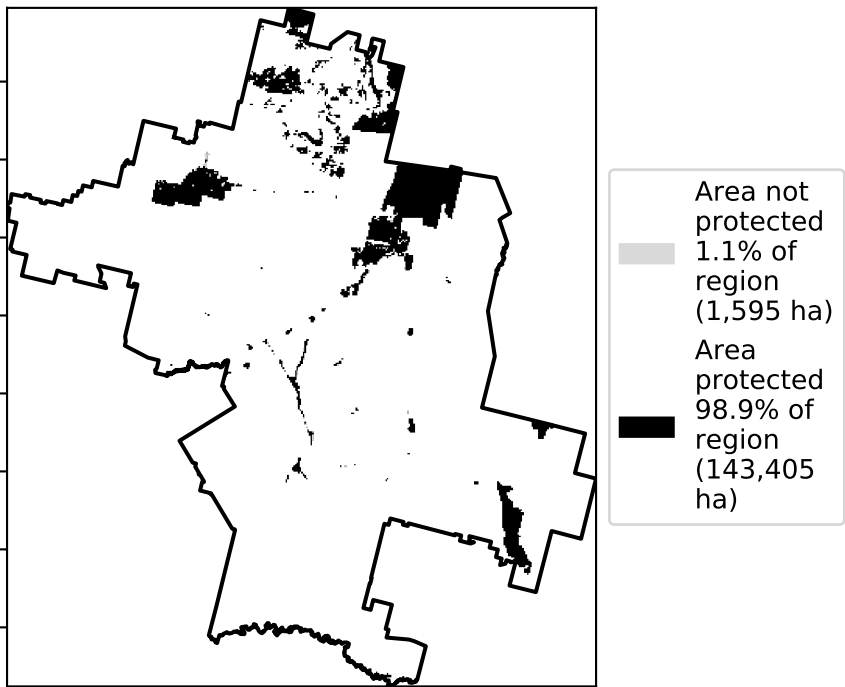 Area not
protected
1.1% of
region
(1,595 ha)
Area
protected
98.9% of
region
(143,405
ha)